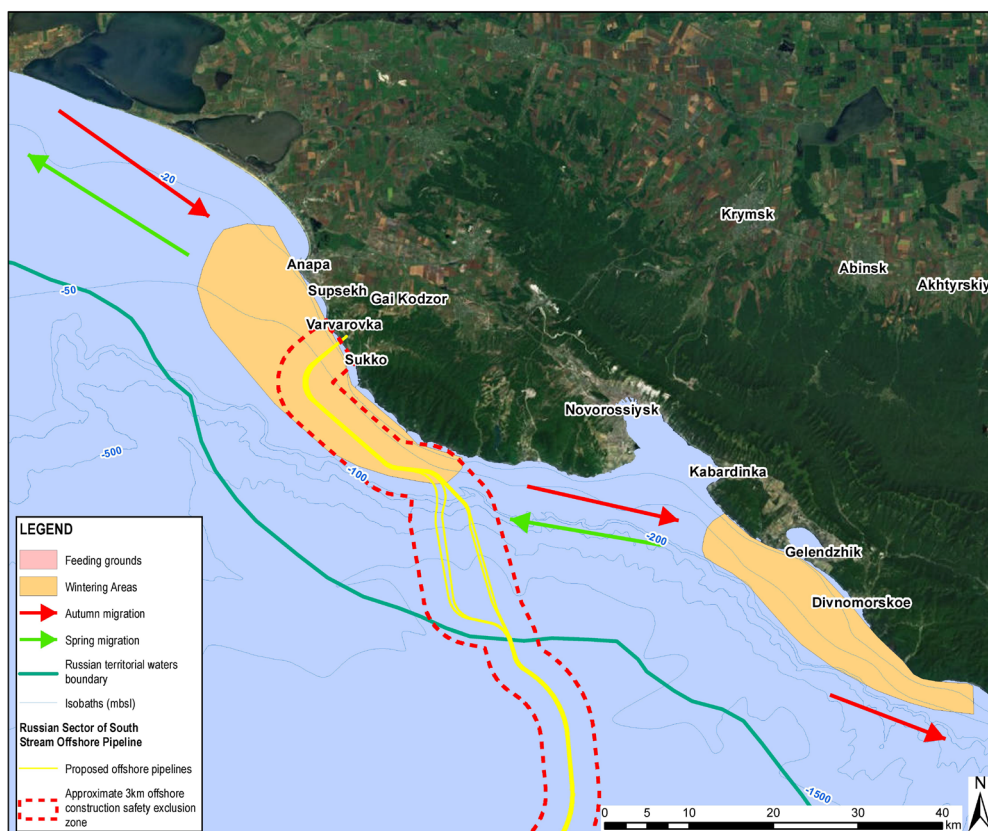 -20
Krymsk
Anapa
Abinsk
Akhtyrskiy
-50
Supsekh
Gai Kodzor
Varvarovka
Sukko
Novorossiysk
-500
-100
Kabardinka
-200
Gelendzhik
Divnomorskoe
-1500
LEGEND
Feeding grounds
Wintering Areas
Autumn migration
Spring migration
Russian territorial waters
boundary
Isobaths (mbsl)
Russian Sector of South
Stream Offshore Pipeline
Proposed offshore pipelines
Approximate 3km offshore
construction safety exclusion
zone
N
0 5 10 20 30 40
km